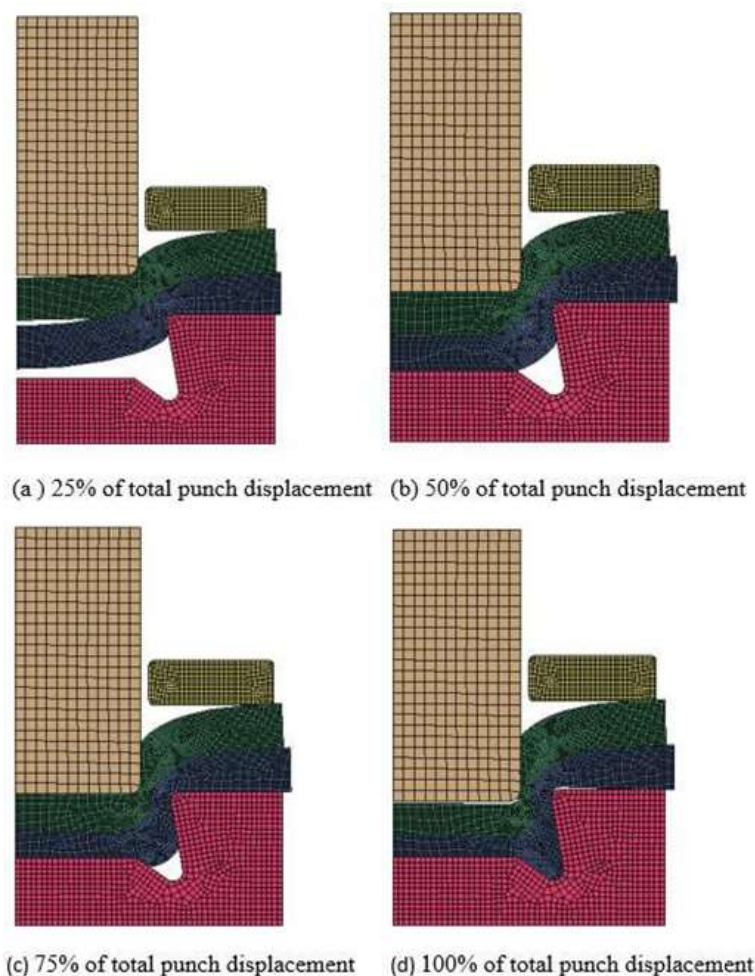 (a ) 25% of total punch displacement
(b) 50% of total punch displacement
(c) 75% of total punch displacement
(d) 100% of total punch displacement